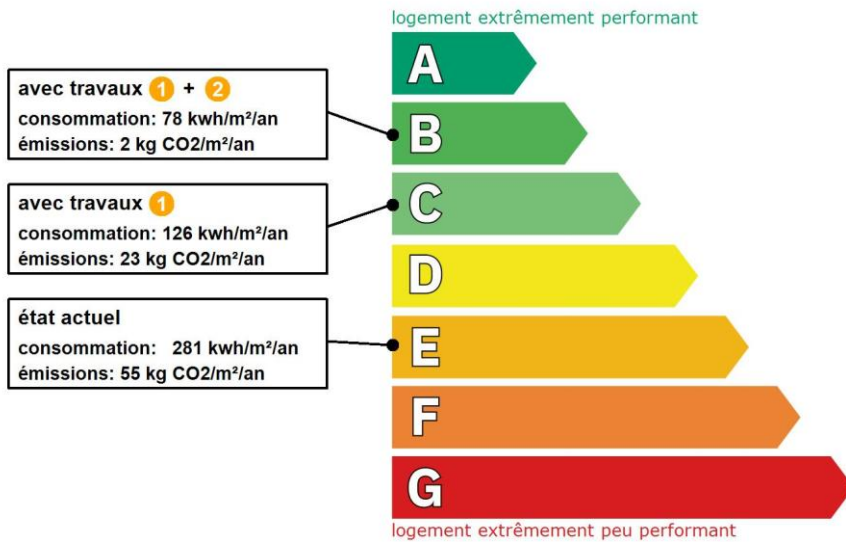 logement extrêmement performant
A
avec travaux 1 + 2
consommation: 78 kwh/m²/an
émissions: 2 kg CO2/m²/an
B
avec travaux 1
consommation: 126 kwh/m²/an
émissions: 23 kg CO2/m²/an
C
D
état actuel
consommation: 281 kwh/m²/an
émissions: 55 kg CO2/m²/an
E
F
G
logement extrêmement peu performant